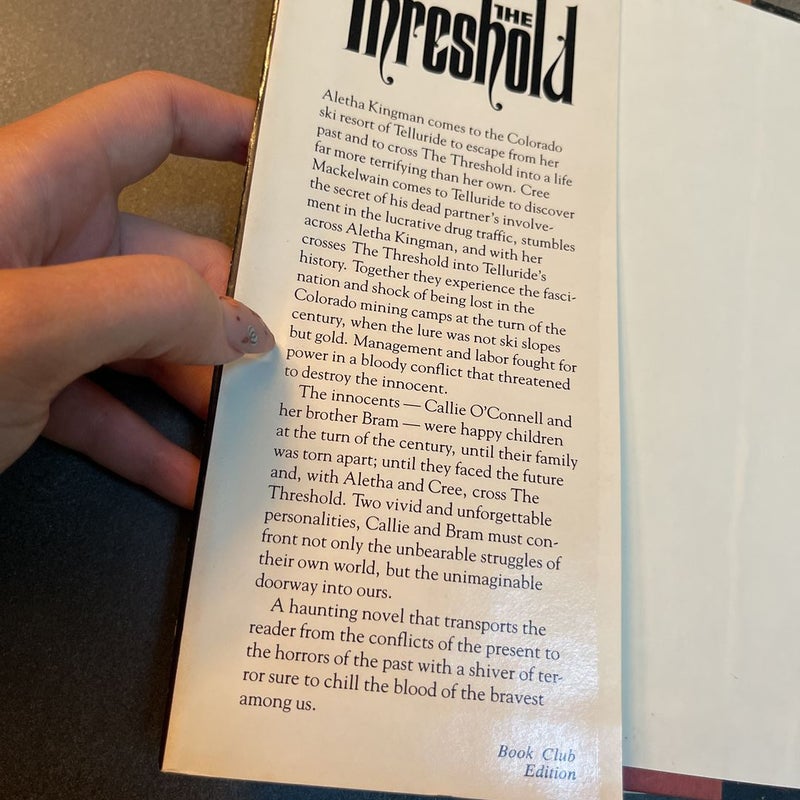 THE
Threshold
Aletha Kingman comes to the Colorado
ski resort of Telluride to escape from her
past and to cross The Threshold into a life
far more terrifying than her own. Cree
Mackelwain comes to Telluride to discover
the secret of his dead partner's involve-
ment in the lucrative drug traffic, stumbles
across Aletha Kingman, and with her
crosses The Threshold into Telluride's
history. Together they experience the fasci-
nation and shock of being lost in the
Colorado mining camps at the turn of the
century, when the lure was not ski slopes
but gold. Management and labor fought for
power in a bloody conflict that threatened
to destroy the innocent.
The innocents — Callie O'Connell and
her brother Bram — were happy children
at the turn of the century, until their family
was torn apart; until they faced the future
and, with Aletha and Cree, cross The
Threshold. Two vivid and unforgettable
personalities, Callie and Bram must con-
front not only the unbearable struggles of
their own world, but the unimaginable
doorway into ours.
A haunting novel that transports the
reader from the conflicts of the present to
the horrors of the past with a shiver of ter-
ror sure to chill the blood of the bravest
among us.
Book Club
Edition